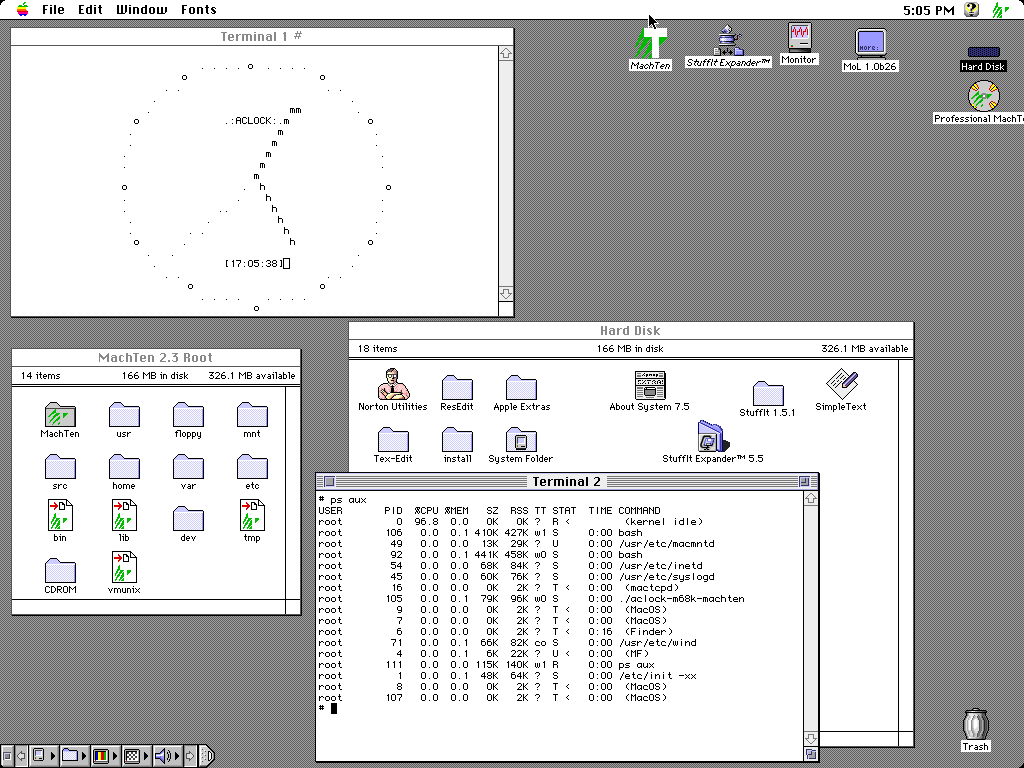 File Edit Window Fonts 5:05 PM
Terminal 1 #
.:ACLOCK:.
[17:05:38]
MachTen
StuffIt Expander™
Monitor
MoL 1.0b26
Hard Disk
Professional MachTe
MachTen 2.3 Root
14 items 166 MB in disk 326.1 MB available
MachTen usr floppy mnt
src home var etc
bin lib dev tmp
CDROM vmunix
Hard Disk
18 items 166 MB in disk 326.1 MB available
Norton Utilities ResEdit Apple Extras About System 7.5 StuffIt 1.5.1 SimpleText
Tex-Edit install System Folder StuffIt Expander™ 5.5
Terminal 2
# ps aux
USER PID %CPU %MEM SZ RSS TT STAT TIME COMMAND
root 0 96.8 0.0 0K 0K ? R < (kernel idle)
root 106 0.0 0.1 410K 427K w1 S 0:00 bash
root 49 0.0 0.0 13K 29K ? U 0:00 /usr/etc/macmntd
root 92 0.0 0.1 441K 458K w0 S 0:00 bash
root 54 0.0 0.1 68K 84K ? S 0:00 /usr/etc/inetd
root 45 0.0 0.1 60K 76K ? S 0:00 /usr/etc/syslogd
root 16 0.0 0.0 0K 2K ? T < 0:00 (mactcpd)
root 105 0.0 0.1 79K 96K w0 S 0:00 ./aclock-m68k-machten
root 9 0.0 0.0 0K 2K ? T < 0:00 (MacOS)
root 7 0.0 0.0 0K 2K ? T < 0:00 (MacOS)
root 6 0.0 0.0 0K 2K ? T < 0:16 (Finder)
root 71 0.0 0.1 66K 82K co S 0:00 /usr/etc/wind
root 4 0.0 0.1 6K 22K ? U < 0:00 (MF)
root 111 0.0 0.0 115K 140K w1 R 0:00 ps aux
root 1 0.0 0.1 48K 64K ? S 0:00 /etc/init -xx
root 8 0.0 0.0 0K 2K ? T < 0:00 (MacOS)
root 107 0.0 0.0 0K 2K ? T < 0:00 (MacOS)
#
Trash